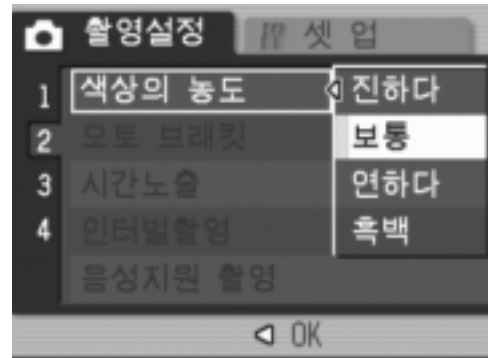 촬영설정 셋 업
1 색상의 농도 진하다
2 오토 브래킷 보통
3 시간노출 연하다
4 인터벌촬영 흑백
음성지원 촬영
OK